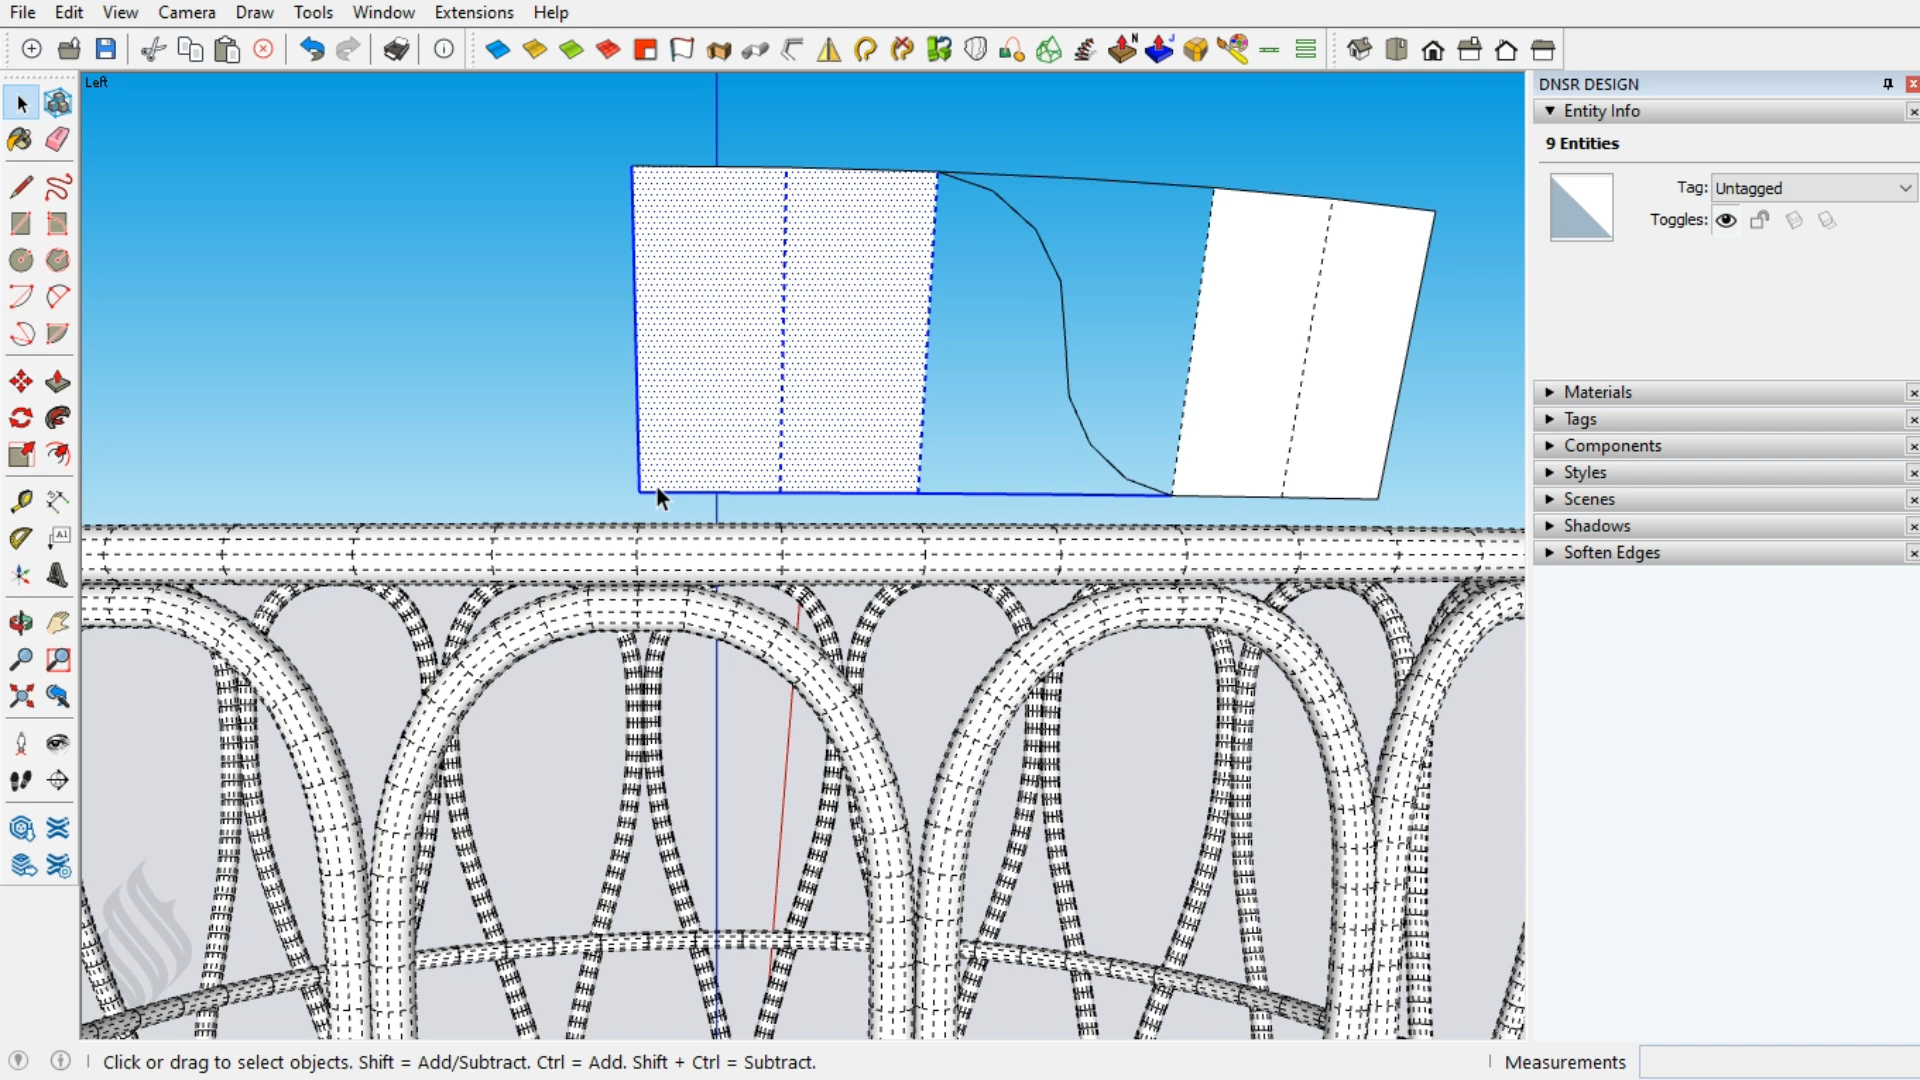 File Edit View Camera Draw Tools Window Extensions Help
Left
DNSR DESIGN
Entity Info
9 Entities
Tag: Untagged
Toggles:
Materials
Tags
Components
Styles
Scenes
Shadows
Soften Edges
Click or drag to select objects. Shift = Add/Subtract. Ctrl = Add. Shift + Ctrl = Subtract.
Measurements